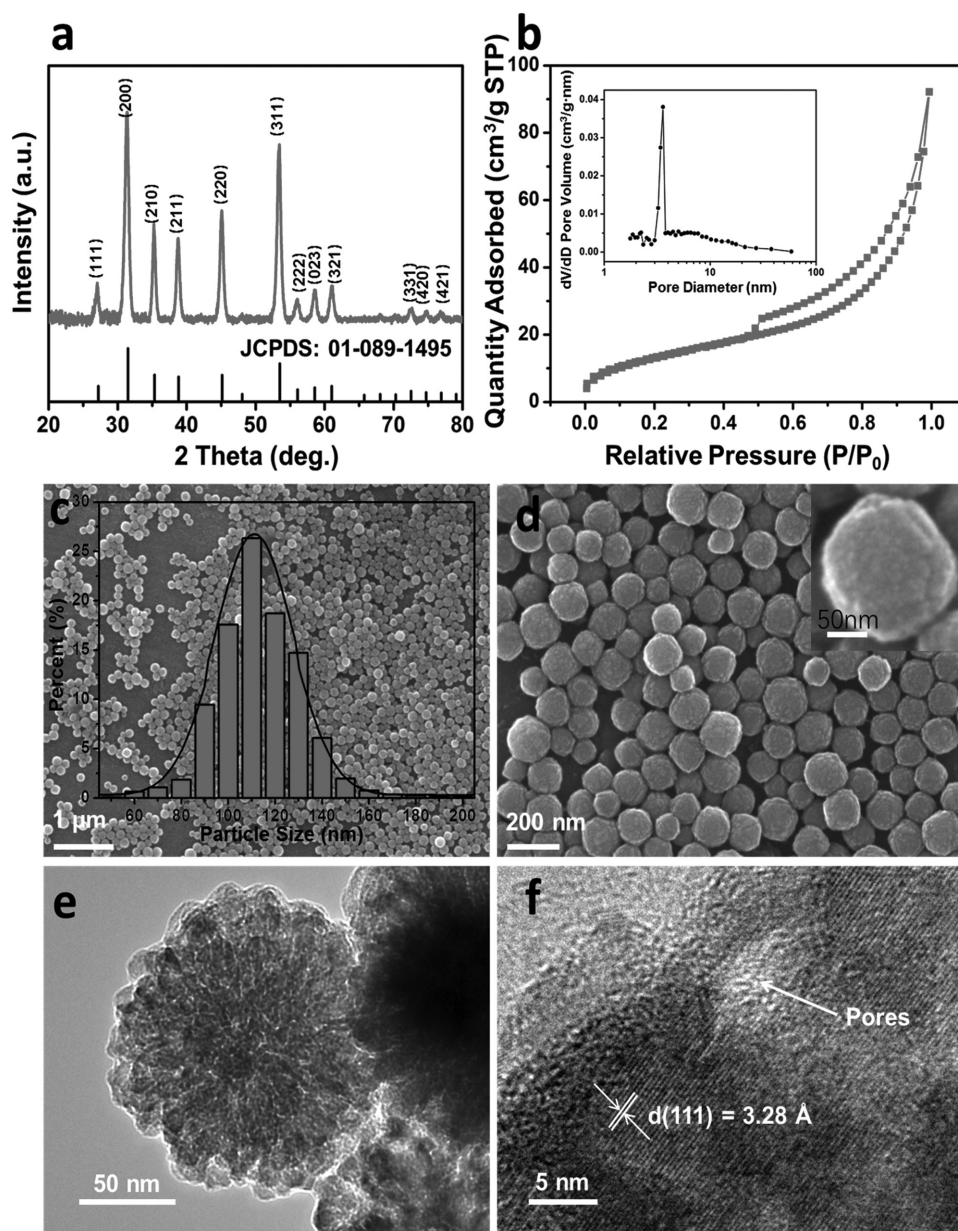 a
Intensity (a.u.)
(111)
(200)
(210)
(211)
(220)
(311)
(222)
(023)
(321)
(331)
(420)
(421)
JCPDS: 01-089-1495
20 30 40 50 60 70 80
2 Theta (deg.)
b
Quantity Adsorbed (cm³/g STP)
100
80
60
40
20
0
0.0 0.2 0.4 0.6 0.8 1.0
Relative Pressure (P/P₀)
dV/dD Pore Volume (cm³/g·nm)
0.04
0.03
0.02
0.01
0.00
1 10 100
Pore Diameter (nm)
c
Percent (%)
30
25
20
15
10
5
0
60 80 100 120 140 160 180 200
Particle Size (nm)
1 µm
d
50nm
200 nm
e
50 nm
f
Pores
d(111) = 3.28 Å
5 nm